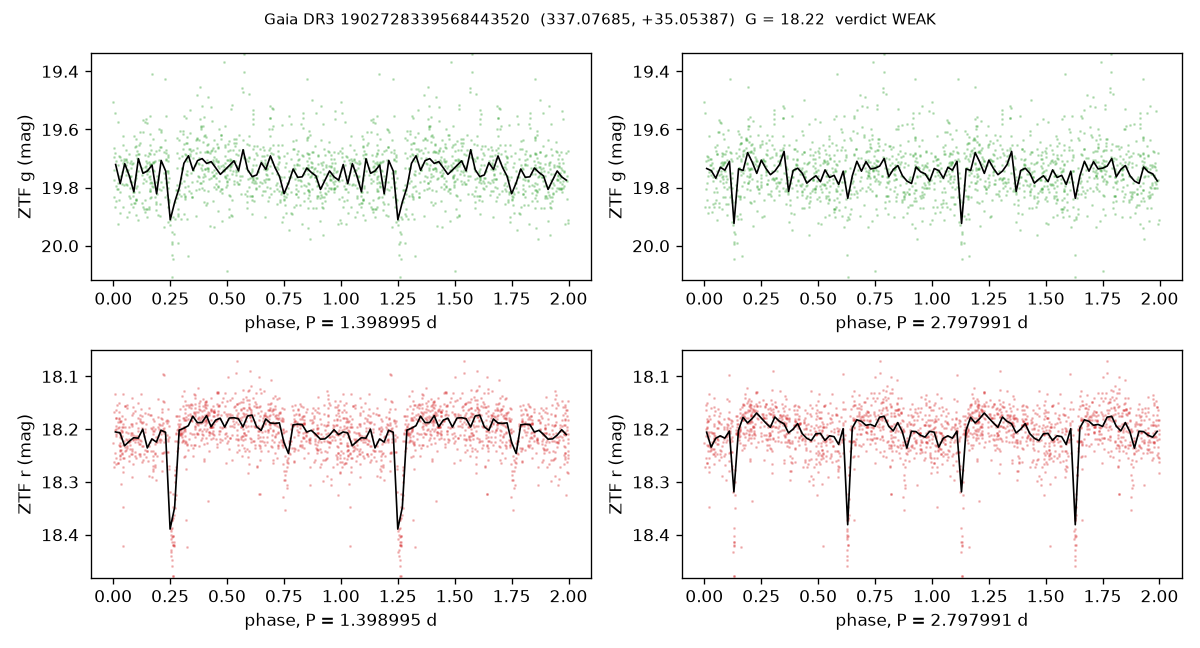 Gaia DR3 1902728339568443520 (337.07685, +35.05387) G = 18.22 verdict WEAK
ZTF g (mag)
19.4
19.6
19.8
20.0
0.00 0.25 0.50 0.75 1.00 1.25 1.50 1.75 2.00
phase, P = 1.398995 d
ZTF g (mag)
19.4
19.6
19.8
20.0
0.00 0.25 0.50 0.75 1.00 1.25 1.50 1.75 2.00
phase, P = 2.797991 d
ZTF r (mag)
18.1
18.2
18.3
18.4
0.00 0.25 0.50 0.75 1.00 1.25 1.50 1.75 2.00
phase, P = 1.398995 d
ZTF r (mag)
18.1
18.2
18.3
18.4
0.00 0.25 0.50 0.75 1.00 1.25 1.50 1.75 2.00
phase, P = 2.797991 d